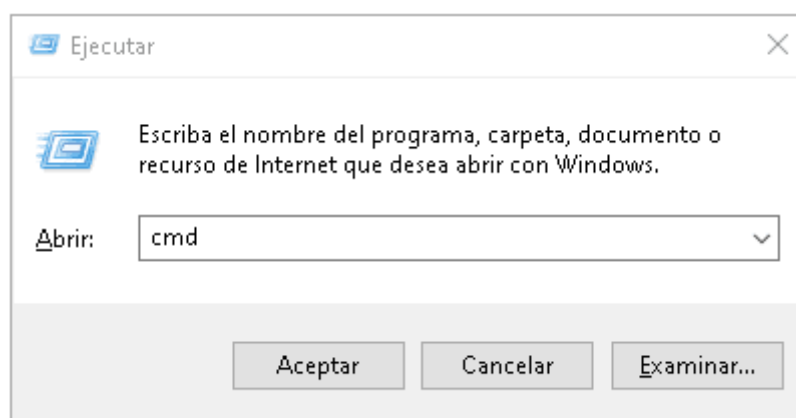 Ejecutar
Escriba el nombre del programa, carpeta, documento o
recurso de Internet que desea abrir con Windows.
Abrir: cmd
Aceptar Cancelar Examinar...